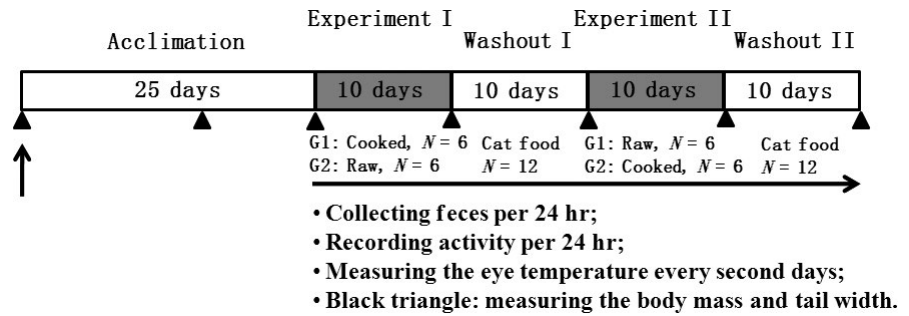 Acclimation
Experiment I
Washout I
Experiment II
Washout II
25 days
10 days
10 days
10 days
10 days
G1: Cooked, N = 6
G2: Raw, N = 6
Cat food
N = 12
G1: Raw, N = 6
G2: Cooked, N = 6
Cat food
N = 12
• Collecting feces per 24 hr;
• Recording activity per 24 hr;
• Measuring the eye temperature every second days;
• Black triangle: measuring the body mass and tail width.